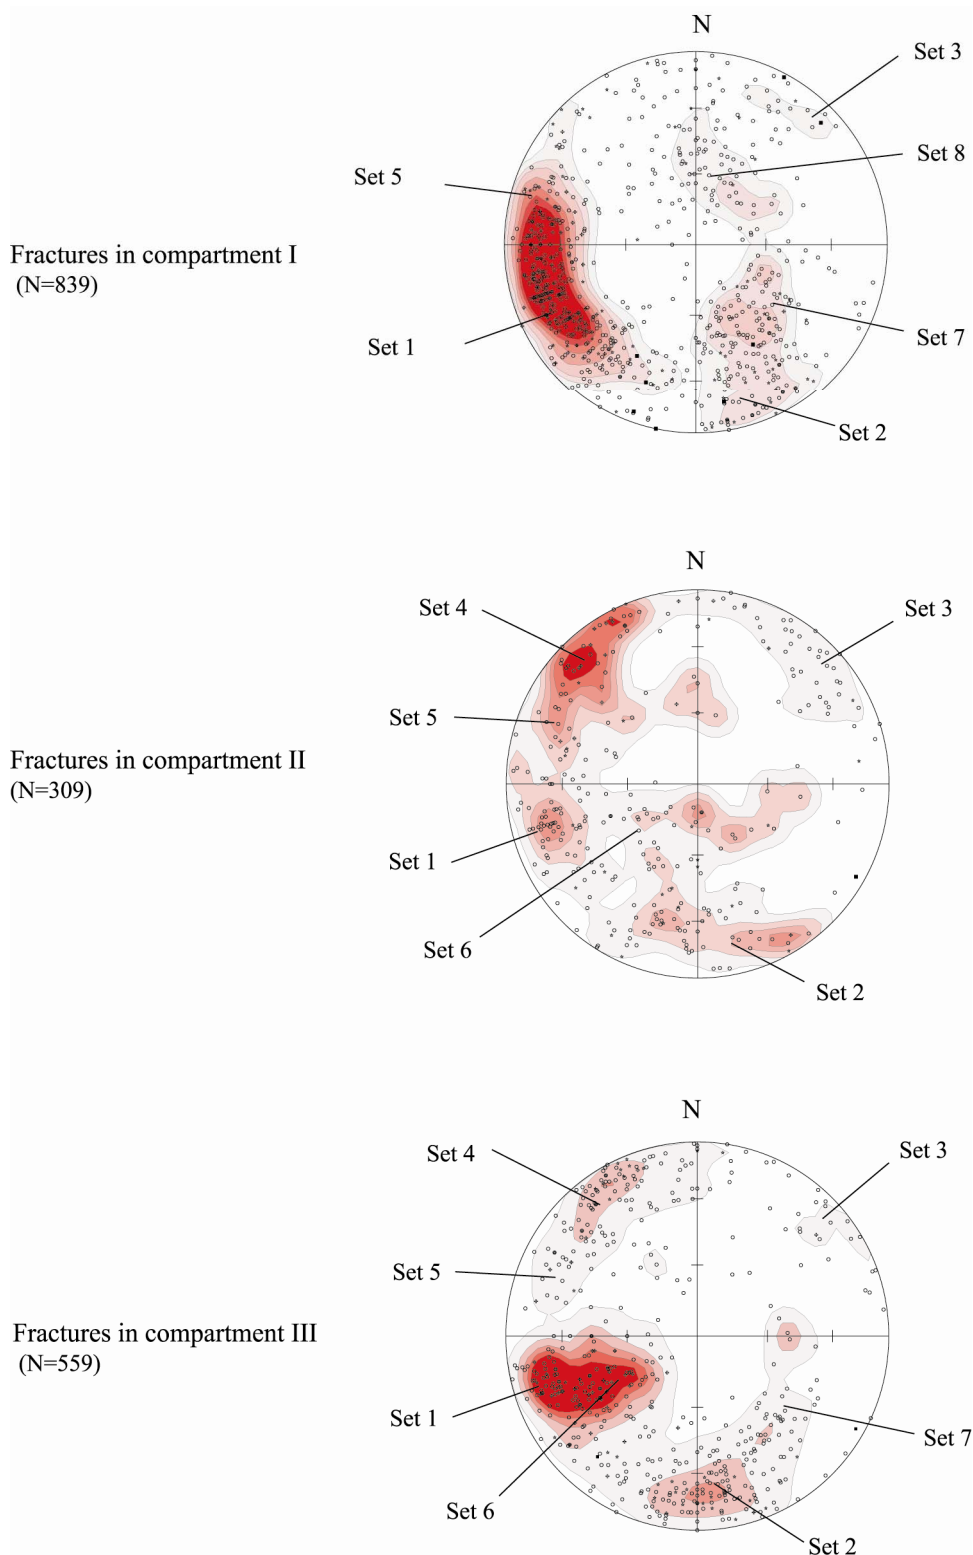 N
Set 3
Set 8
Set 5
Fractures in compartment I
(N=839)
Set 7
Set 1
Set 2
N
Set 4
Set 3
Set 5
Fractures in compartment II
(N=309)
Set 1
Set 6
Set 2
N
Set 4
Set 3
Set 5
Fractures in compartment III
(N=559)
Set 1
Set 7
Set 6
Set 2